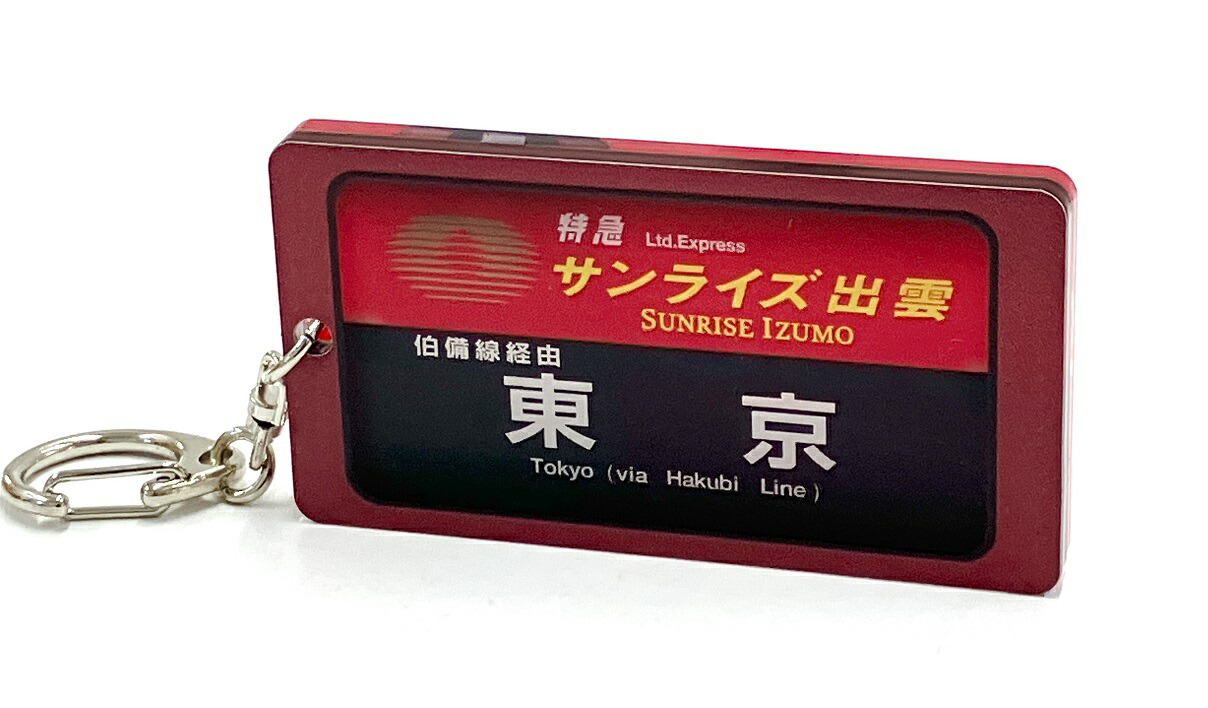 特急 Ltd.Express
サンライズ出雲
SUNRISE IZUMO
伯備線経由
東京
Tokyo (via Hakubi Line)